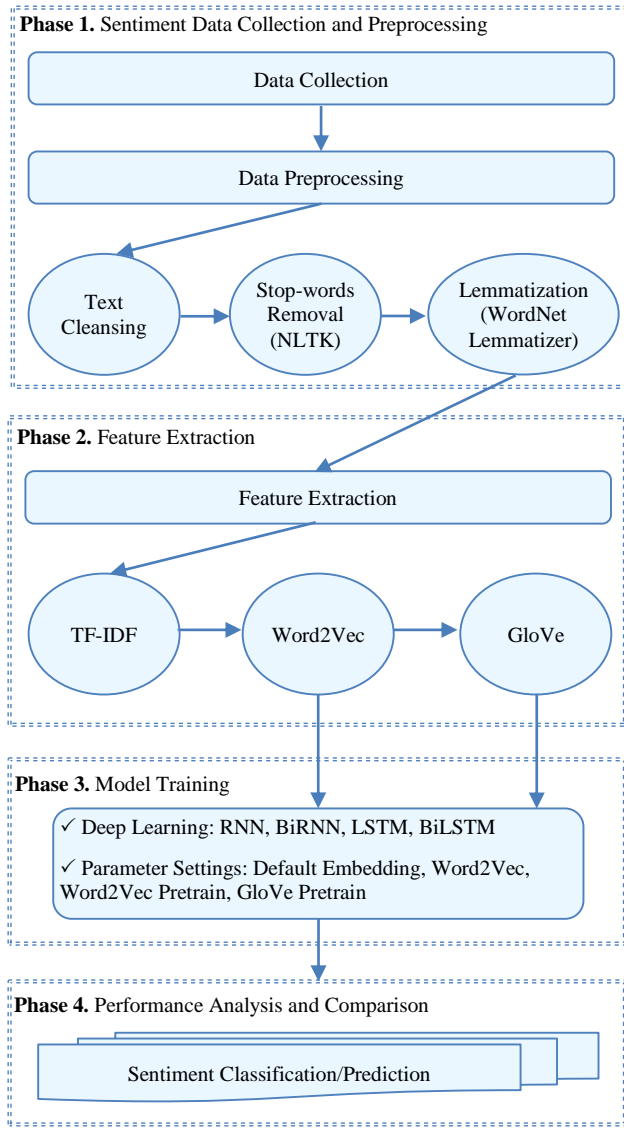 Phase 1. Sentiment Data Collection and Preprocessing
Data Collection
Data Preprocessing
Text
Cleansing
Stop-words
Removal
(NLTK)
Lemmatization
(WordNet
Lemmatizer)
Phase 2. Feature Extraction
Feature Extraction
TF-IDF
Word2Vec
GloVe
Phase 3. Model Training
✓ Deep Learning: RNN, BiRNN, LSTM, BiLSTM
✓ Parameter Settings: Default Embedding, Word2Vec,
Word2Vec Pretrain, GloVe Pretrain
Phase 4. Performance Analysis and Comparison
Sentiment Classification/Prediction